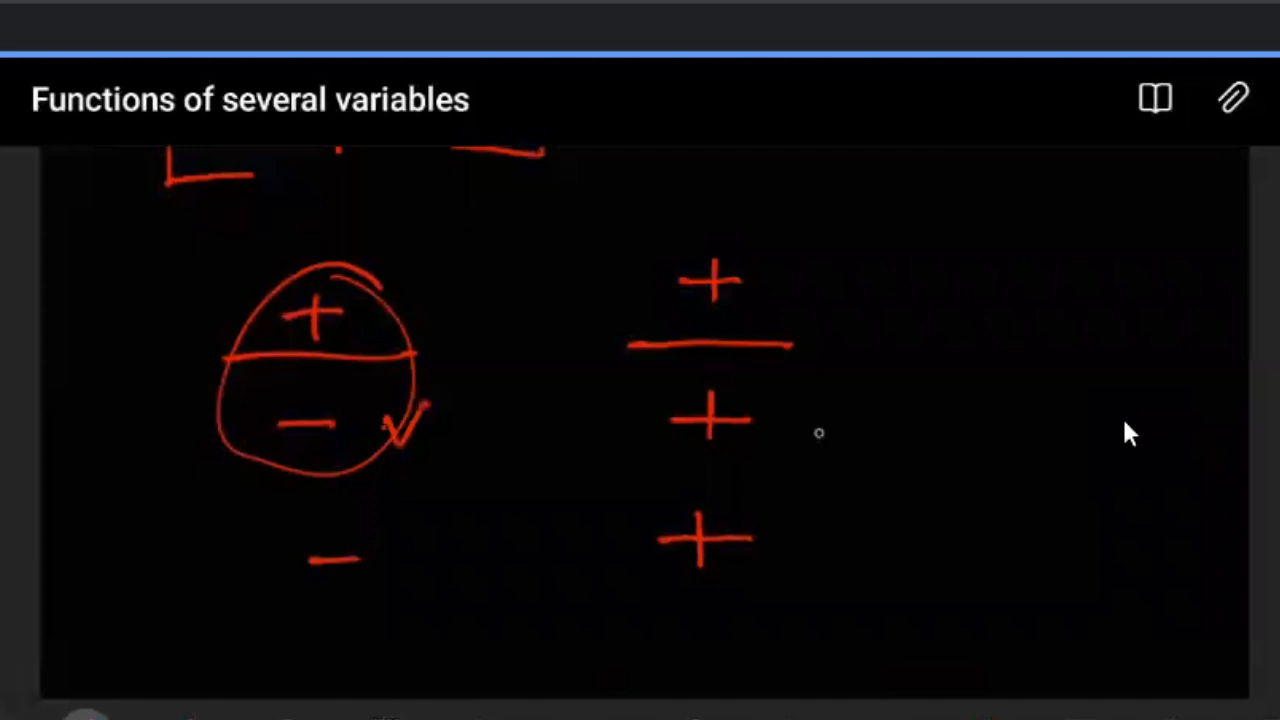 Functions of several variables
+ +
- ✓ +
- +